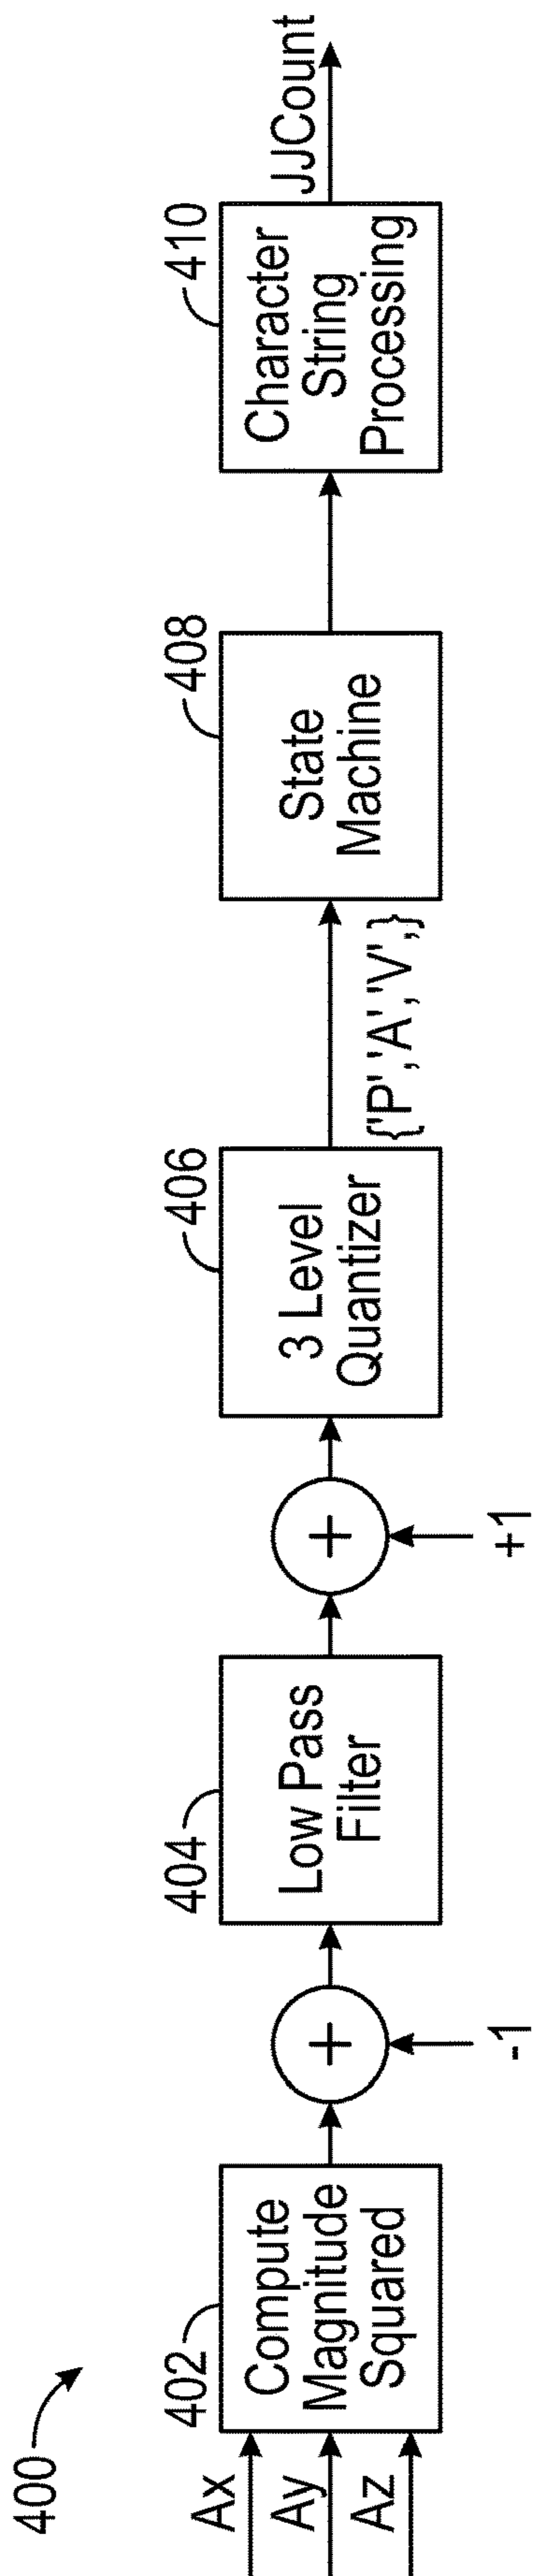 400
Ax
Ay
Az
402
Compute
Magnitude
Squared
+
-1
404
Low Pass
Filter
+
+1
406
3 Level
Quantizer
{'P','A','V',}
408
State
Machine
410
Character
String
Processing
JJCount